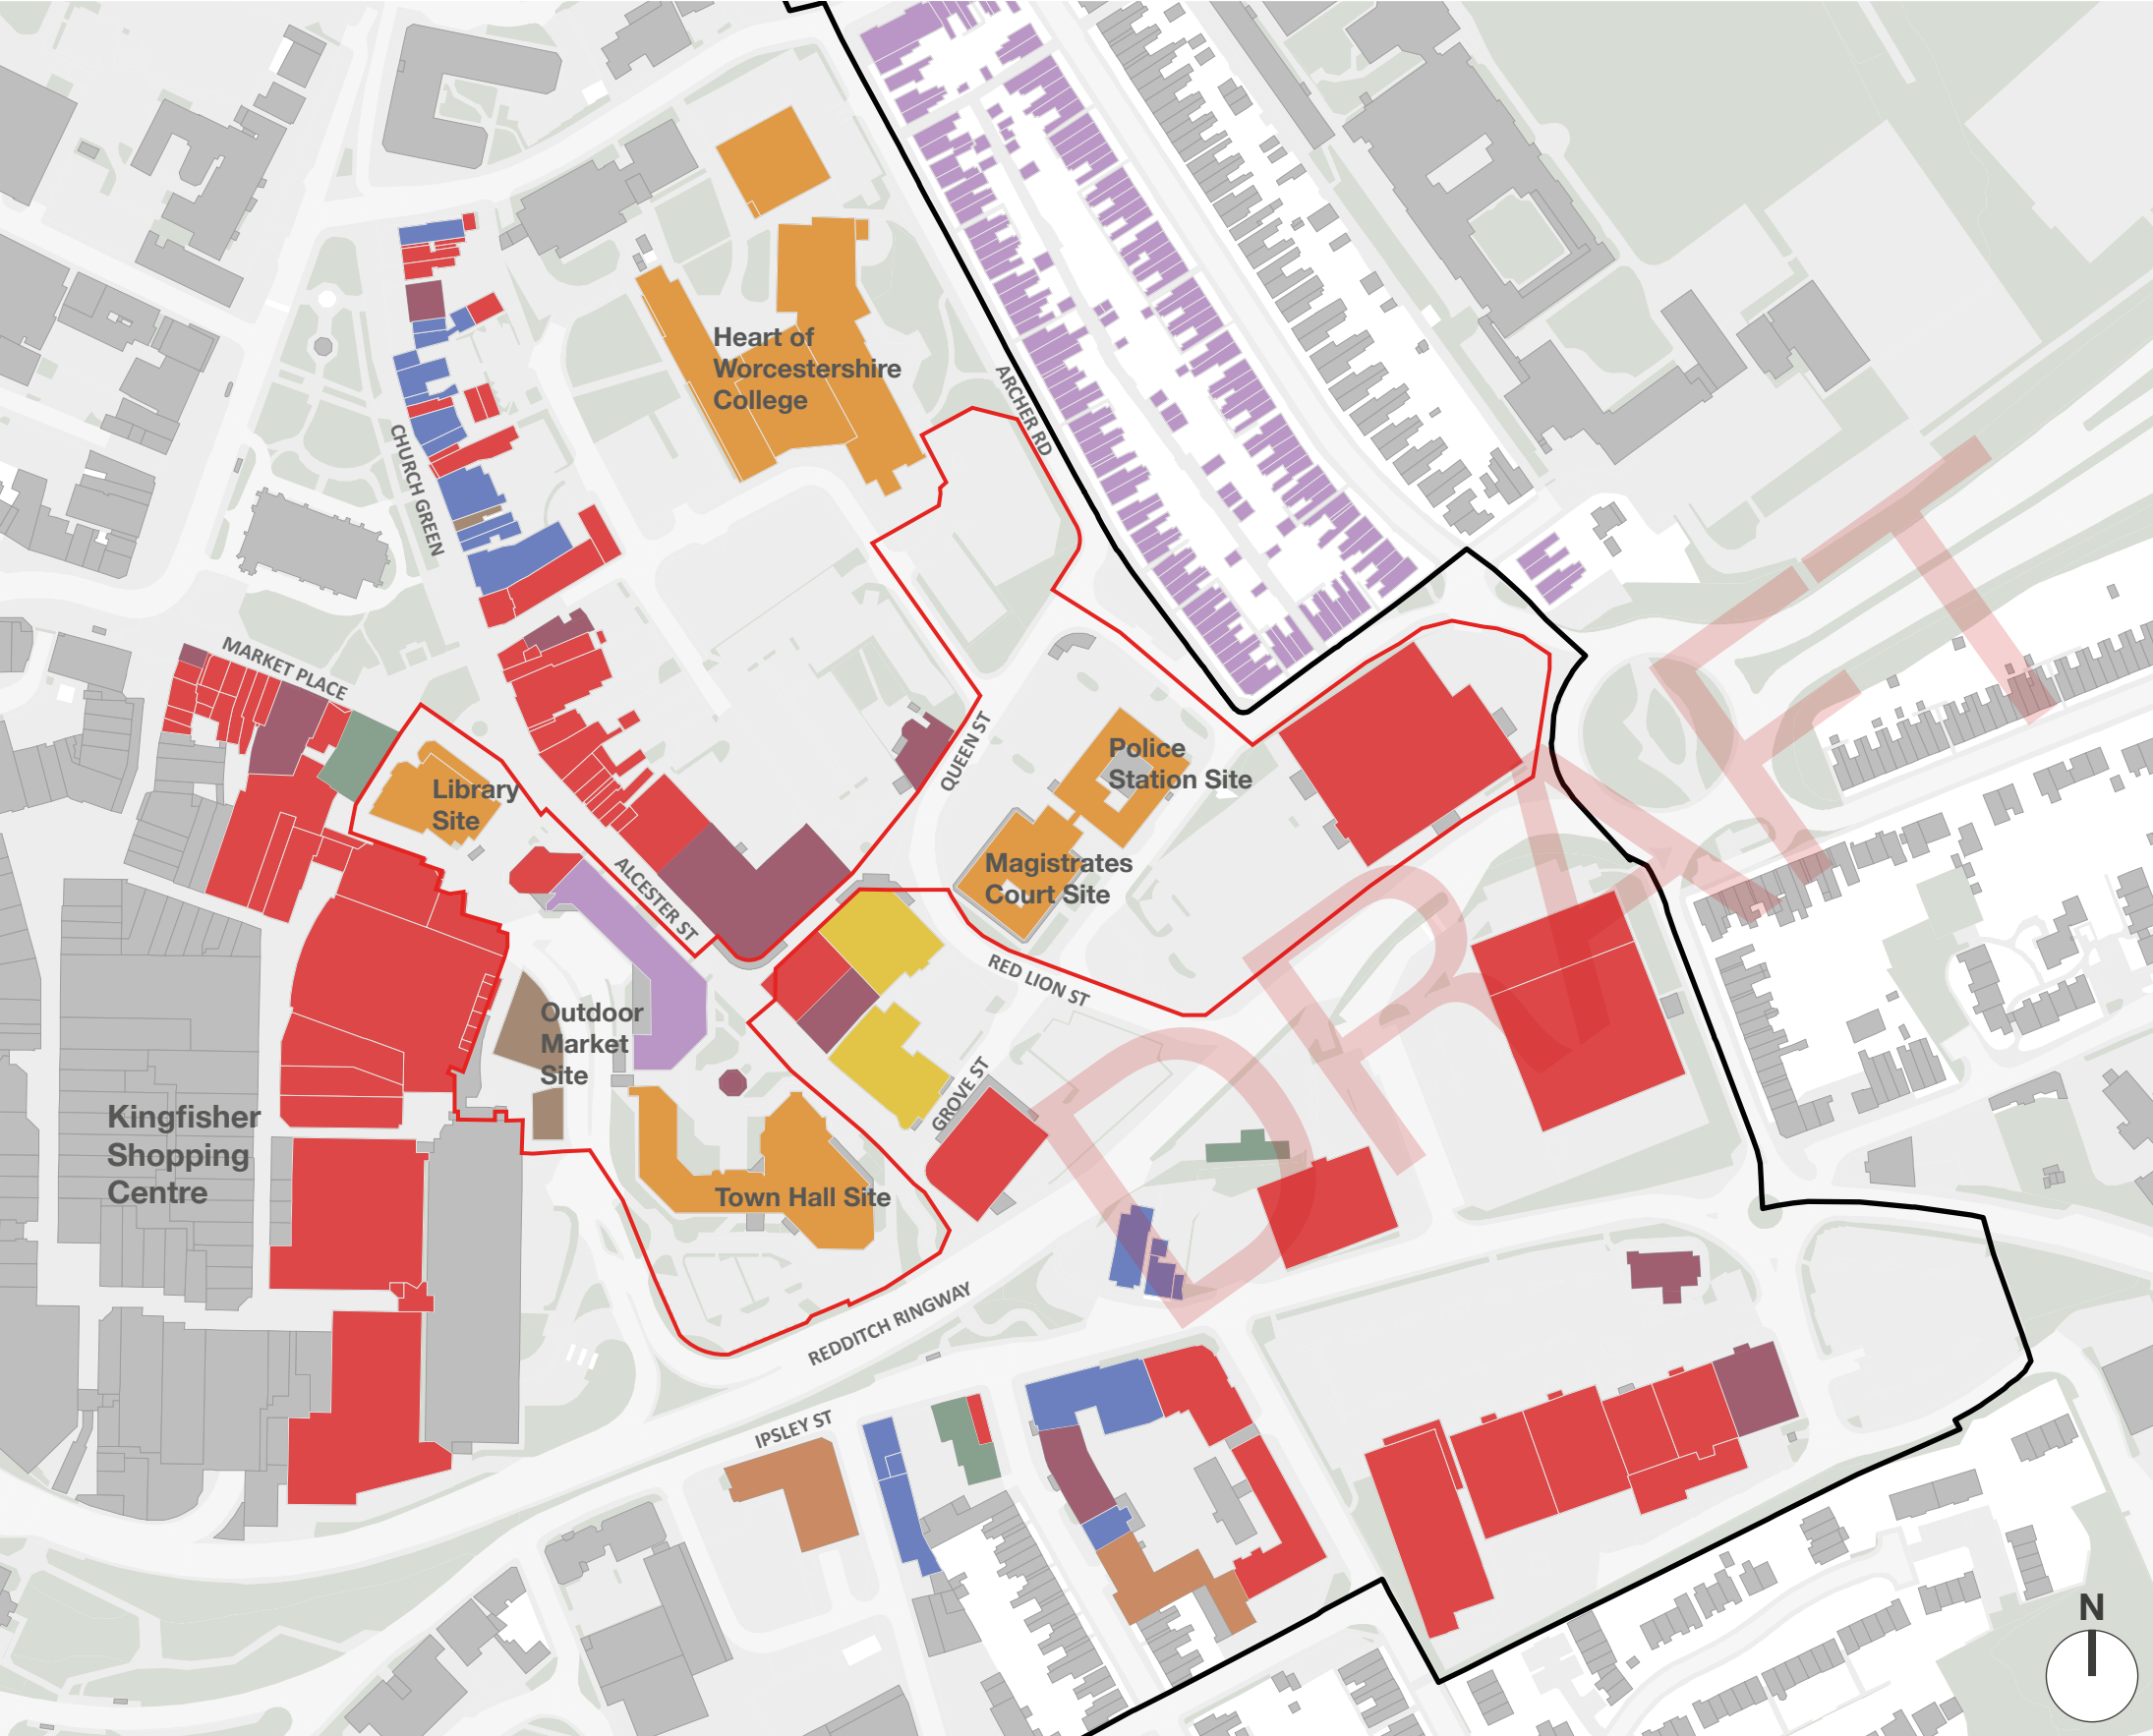 Heart of
Worcestershire
College
ARCHER RD
CHURCH GREEN
MARKET PLACE
QUEEN ST
Police
Station Site
Library
Site
Magistrates
Court Site
ALCESTER ST
RED LION ST
Outdoor
Market
Site
GROVE ST
Kingfisher
Shopping
Centre
Town Hall Site
REDDITCH RINGWAY
IPSLEY ST
DRAFT
N